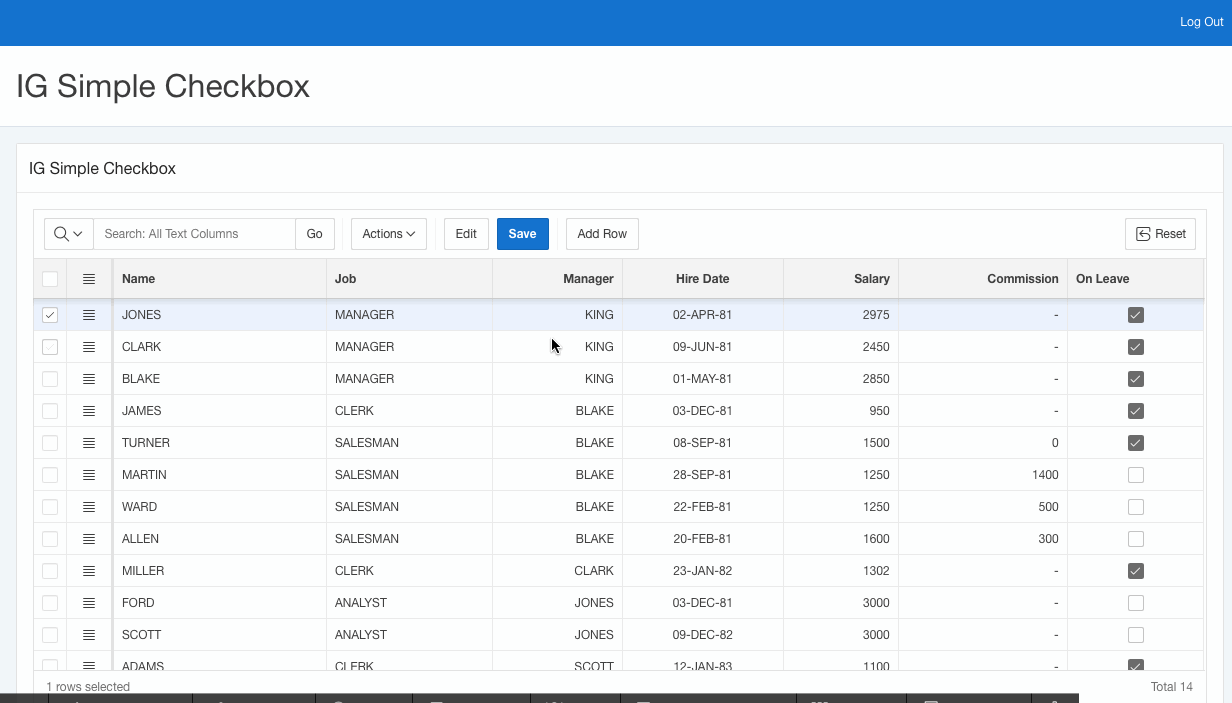 Log Out
IG Simple Checkbox
IG Simple Checkbox
Search: All Text Columns Go Actions Edit Save Add Row Reset
Name Job Manager Hire Date Salary Commission On Leave
JONES MANAGER KING 02-APR-81 2975 -
CLARK MANAGER KING 09-JUN-81 2450 -
BLAKE MANAGER KING 01-MAY-81 2850 -
JAMES CLERK BLAKE 03-DEC-81 950 -
TURNER SALESMAN BLAKE 08-SEP-81 1500 0
MARTIN SALESMAN BLAKE 28-SEP-81 1250 1400
WARD SALESMAN BLAKE 22-FEB-81 1250 500
ALLEN SALESMAN BLAKE 20-FEB-81 1600 300
MILLER CLERK CLARK 23-JAN-82 1302 -
FORD ANALYST JONES 03-DEC-81 3000 -
SCOTT ANALYST JONES 09-DEC-82 3000 -
ADAMS CLERK SCOTT 12-JAN-83 1100 -
1 rows selected Total 14